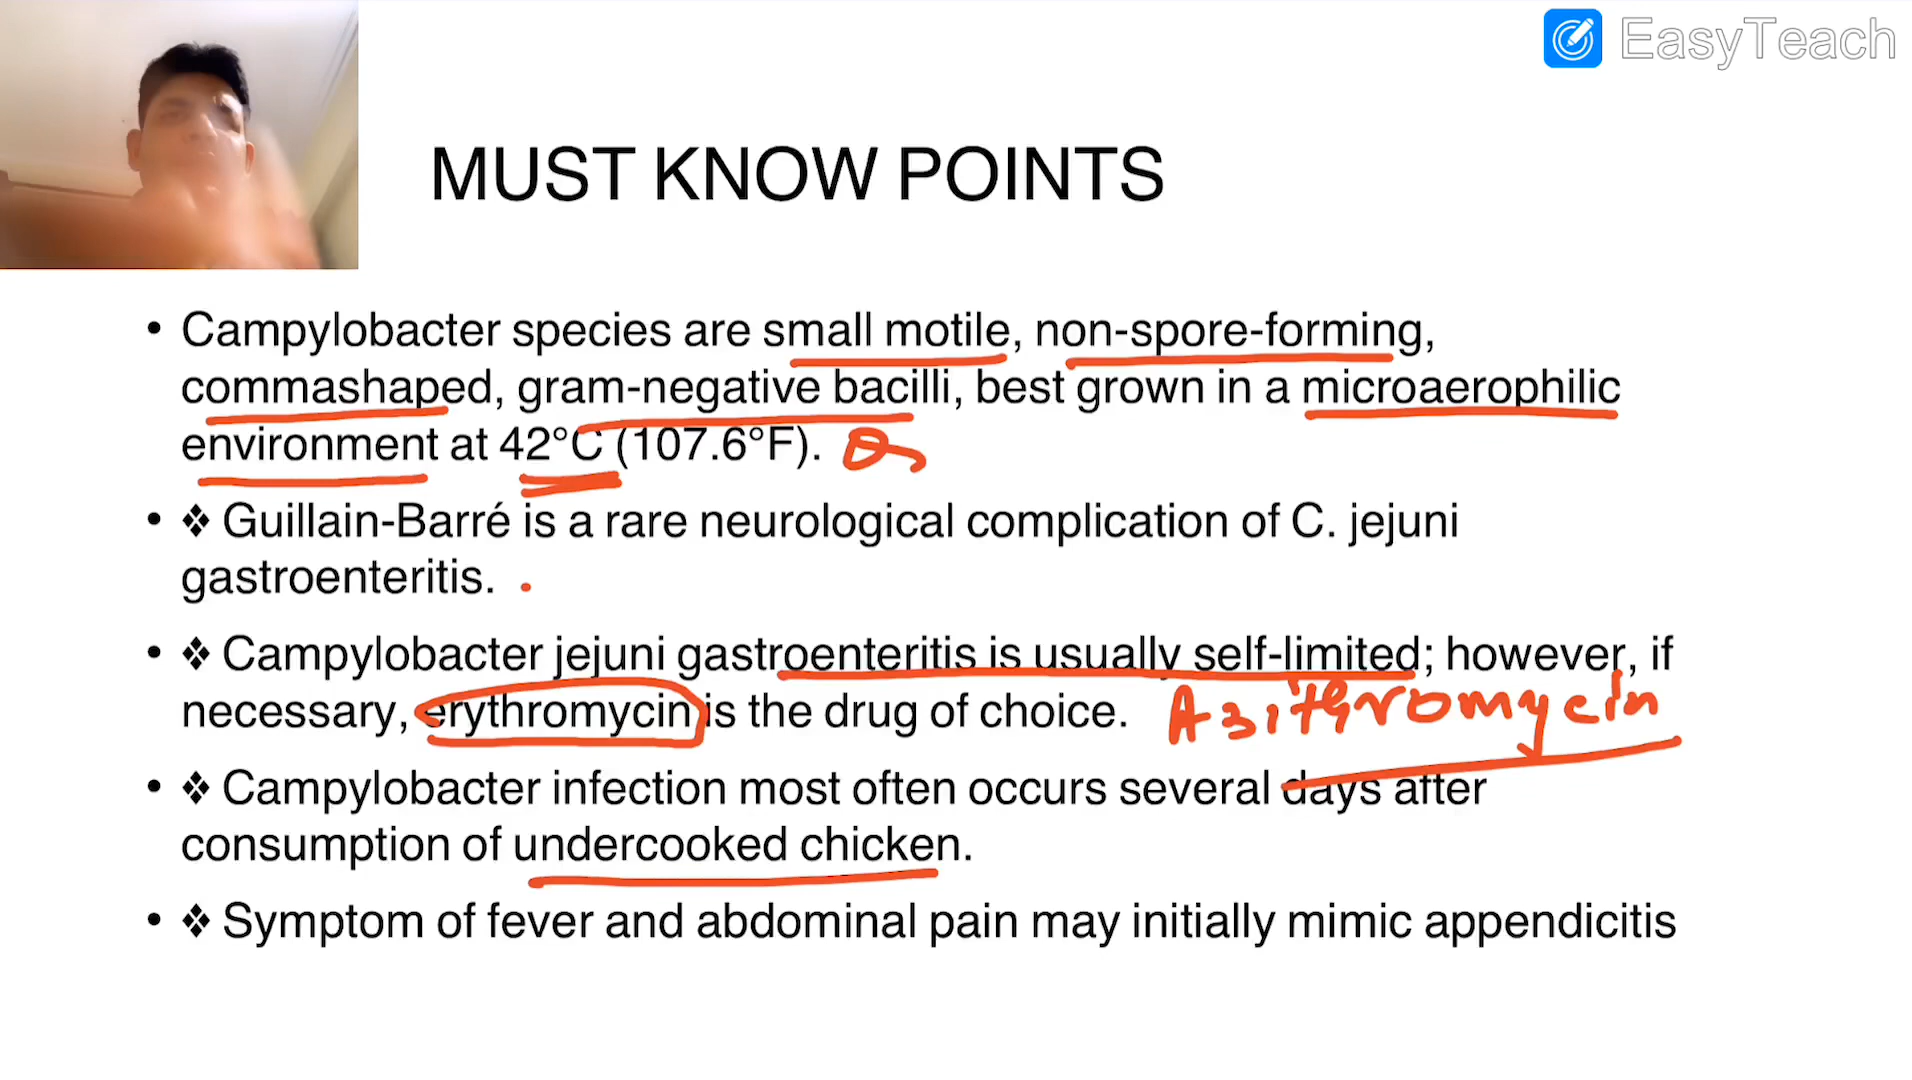 EasyTeach
MUST KNOW POINTS
• Campylobacter species are small motile, non-spore-forming,
commashaped, gram-negative bacilli, best grown in a microaerophilic
environment at 42°C (107.6°F).
• ❖ Guillain-Barré is a rare neurological complication of C. jejuni
gastroenteritis.
• ❖ Campylobacter jejuni gastroenteritis is usually self-limited; however, if
necessary, erythromycin is the drug of choice. Azithromycin
• ❖ Campylobacter infection most often occurs several days after
consumption of undercooked chicken.
• ❖ Symptom of fever and abdominal pain may initially mimic appendicitis